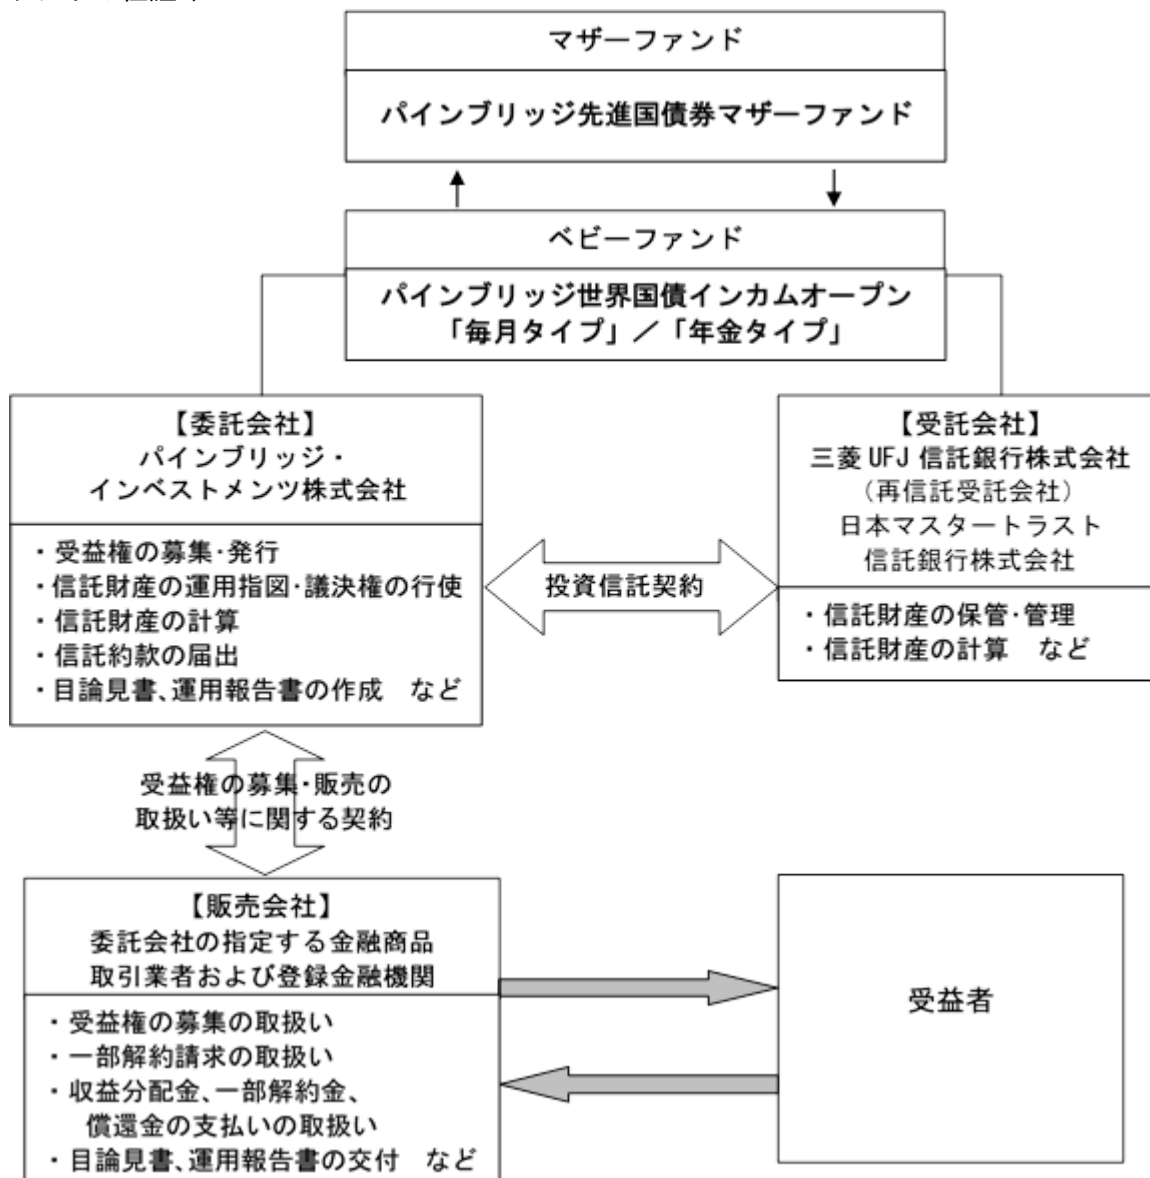 マザーファンド
パインブリッジ先進国債券マザーファンド
ベビーファンド
パインブリッジ世界国債インカムオープン
「毎月タイプ」／「年金タイプ」
【委託会社】
パインブリッジ・
インベストメンツ株式会社
・受益権の募集・発行
・信託財産の運用指図・議決権の行使
・信託財産の計算
・信託約款の届出
・目論見書、運用報告書の作成　など
投資信託契約
【受託会社】
三菱UFJ信託銀行株式会社
（再信託受託会社）
日本マスタートラスト
信託銀行株式会社
・信託財産の保管・管理
・信託財産の計算　など
受益権の募集・販売の
取扱い等に関する契約
【販売会社】
委託会社の指定する金融商品
取引業者および登録金融機関
・受益権の募集の取扱い
・一部解約請求の取扱い
・収益分配金、一部解約金、
償還金の支払いの取扱い
・目論見書、運用報告書の交付　など
受益者